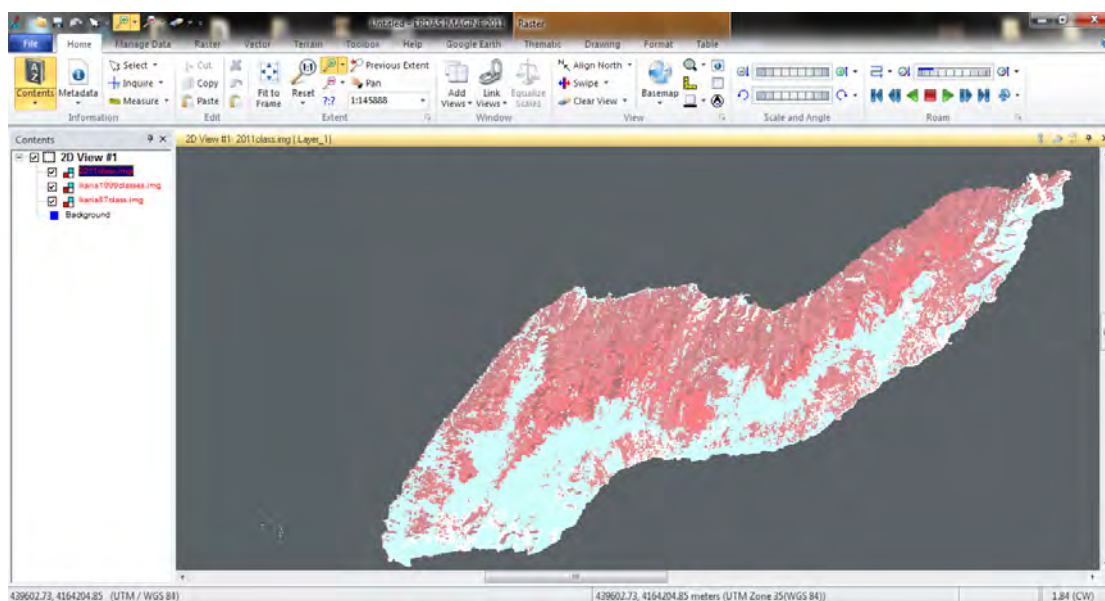 Untitled - ERDAS IMAGINE 2011 Raster
File Home Manage Data Raster Vector Terrain Toolbox Help Google Earth Thematic Drawing Format Table
Contents
Metadata
Select
Inquire
Measure
Information
Cut
Copy
Paste
Edit
Fit to Frame
Reset
1:1
Previous Extent
Pan
?:?
1:145888
Extent
Add Views
Link Views
Equalize Scales
Window
Align North
Swipe
Clear View
Basemap
View
Scale and Angle
Roam
Contents
2D View #1: 2011class.img (Layer_1)
2D View #1
2011class.img
ikaria1999classes.img
ikaria87class.img
Background
439602.73, 4164204.85 (UTM / WGS 84)
439602.73, 4164204.85 meters (UTM Zone 35(WGS 84))
1.84 (CW)